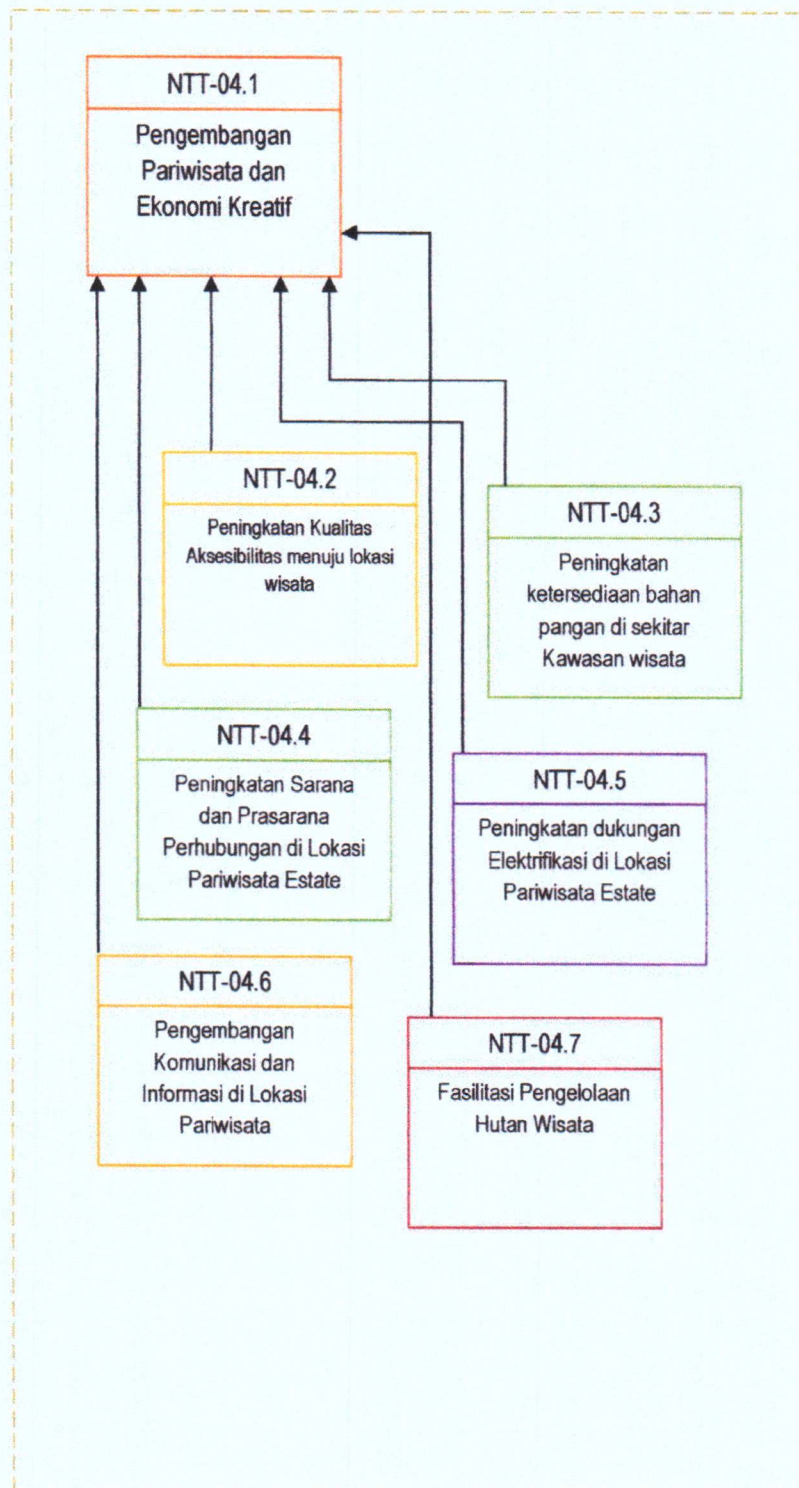 NTT-04.1
Pengembangan
Pariwisata dan
Ekonomi Kreatif
NTT-04.2
Peningkatan Kualitas
Aksesibilitas menuju lokasi
wisata
NTT-04.3
Peningkatan
ketersediaan bahan
pangan di sekitar
Kawasan wisata
NTT-04.4
Peningkatan Sarana
dan Prasarana
Perhubungan di Lokasi
Pariwisata Estate
NTT-04.5
Peningkatan dukungan
Elektrifikasi di Lokasi
Pariwisata Estate
NTT-04.6
Pengembangan
Komunikasi dan
Informasi di Lokasi
Pariwisata
NTT-04.7
Fasilitasi Pengelolaan
Hutan Wisata